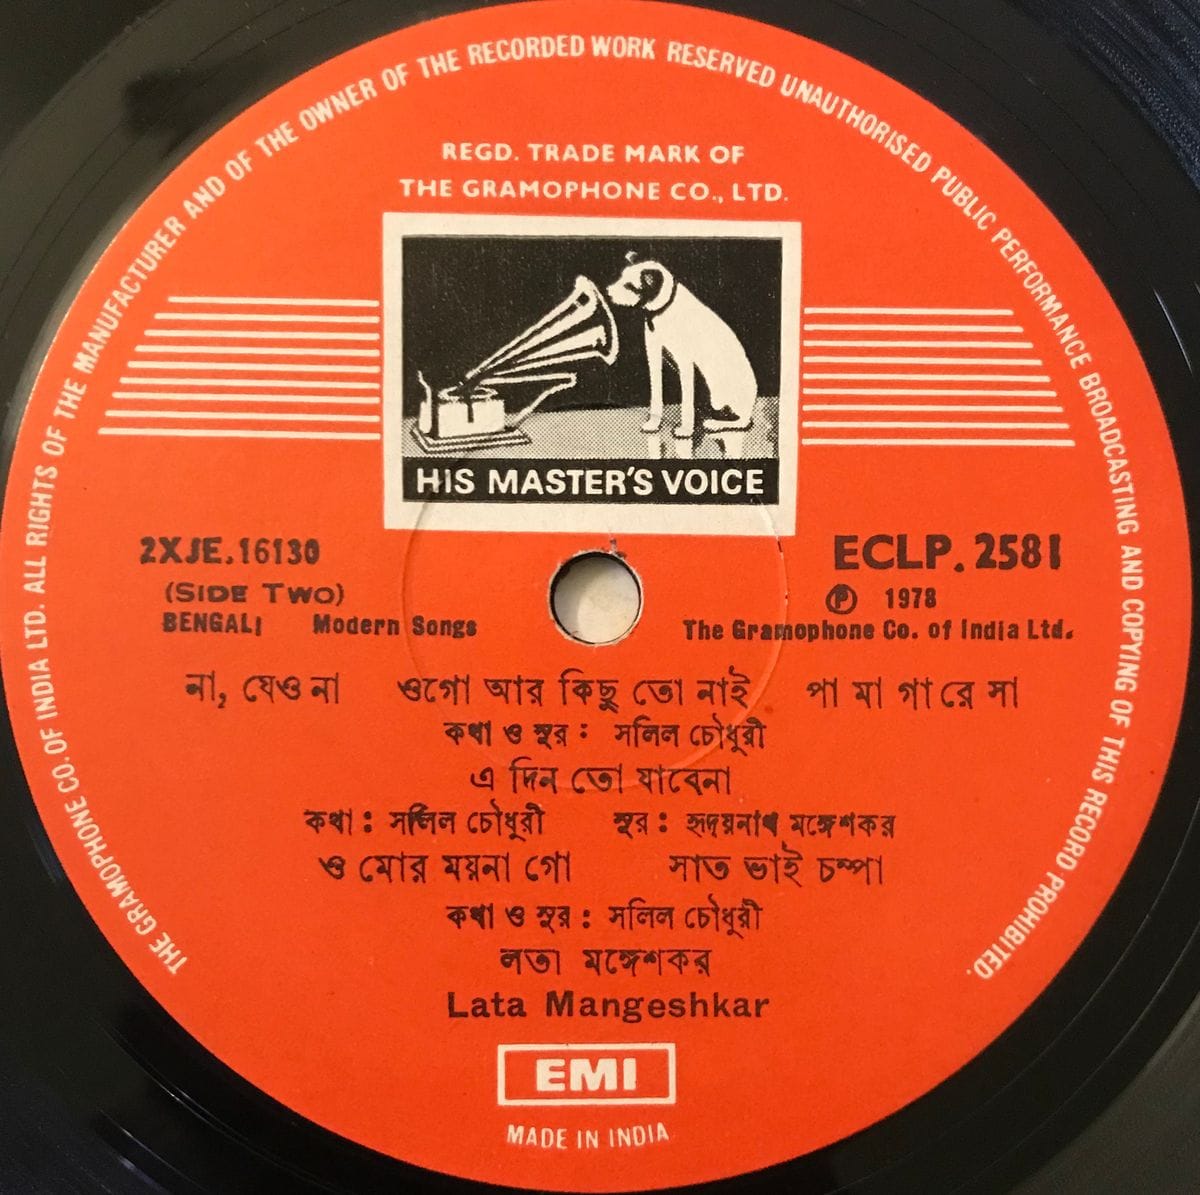 THE GRAMOPHONE CO. OF INDIA LTD. ALL RIGHTS OF THE MANUFACTURER AND OF THE OWNER OF THE RECORDED WORK RESERVED UNAUTHORISED PUBLIC PERFORMANCE BROADCASTING AND COPYING OF THIS RECORD PROHIBITED.
REGD. TRADE MARK OF
THE GRAMOPHONE CO., LTD.
HIS MASTER'S VOICE
2XJE.16130 ECLP. 2581
(SIDE TWO) Ⓟ 1978
BENGALI Modern Songs The Gramophone Co. of India Ltd.
না, যেও না ওগো আর কিছু তো নাই পা মা গা রে সা
কথা ও সুর : সলিল চৌধুরী
এ দিন তো যাবেনা
কথা : সলিল চৌধুরী সুর : হৃদয়নাথ মঙ্গেশকর
ও মোর ময়না গো সাত ভাই চম্পা
কথা ও সুর : সলিল চৌধুরী
লতা মঙ্গেশকর
Lata Mangeshkar
EMI
MADE IN INDIA